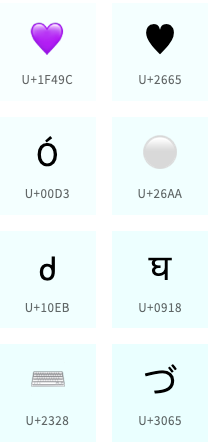 💜 ♥
U+1F49C U+2665
Ó ⚪
U+00D3 U+26AA
ძ घ
U+10EB U+0918
⌨ づ
U+2328 U+3065